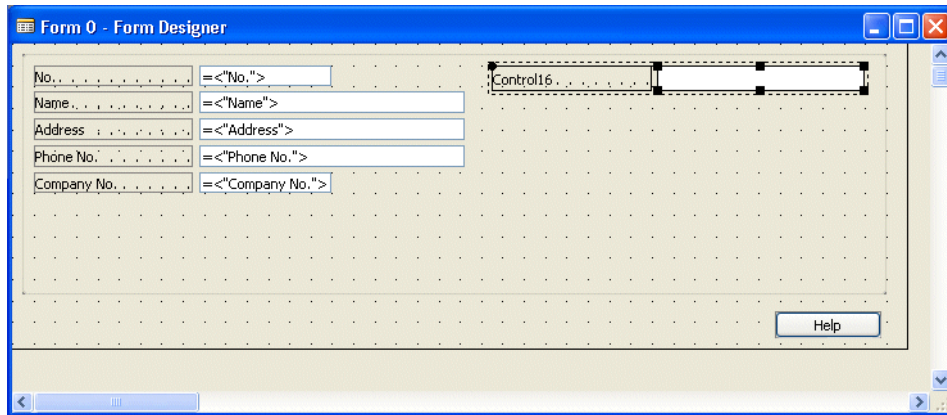 Form 0 - Form Designer
No. . . . . . . . . . . . =<"No."> Control16 . . . . . . . . .
Name. . . . . . . . . . =<"Name">
Address . . . . . . . . =<"Address">
Phone No. . . . . . . . =<"Phone No.">
Company No. . . . . . . =<"Company No.">
Help